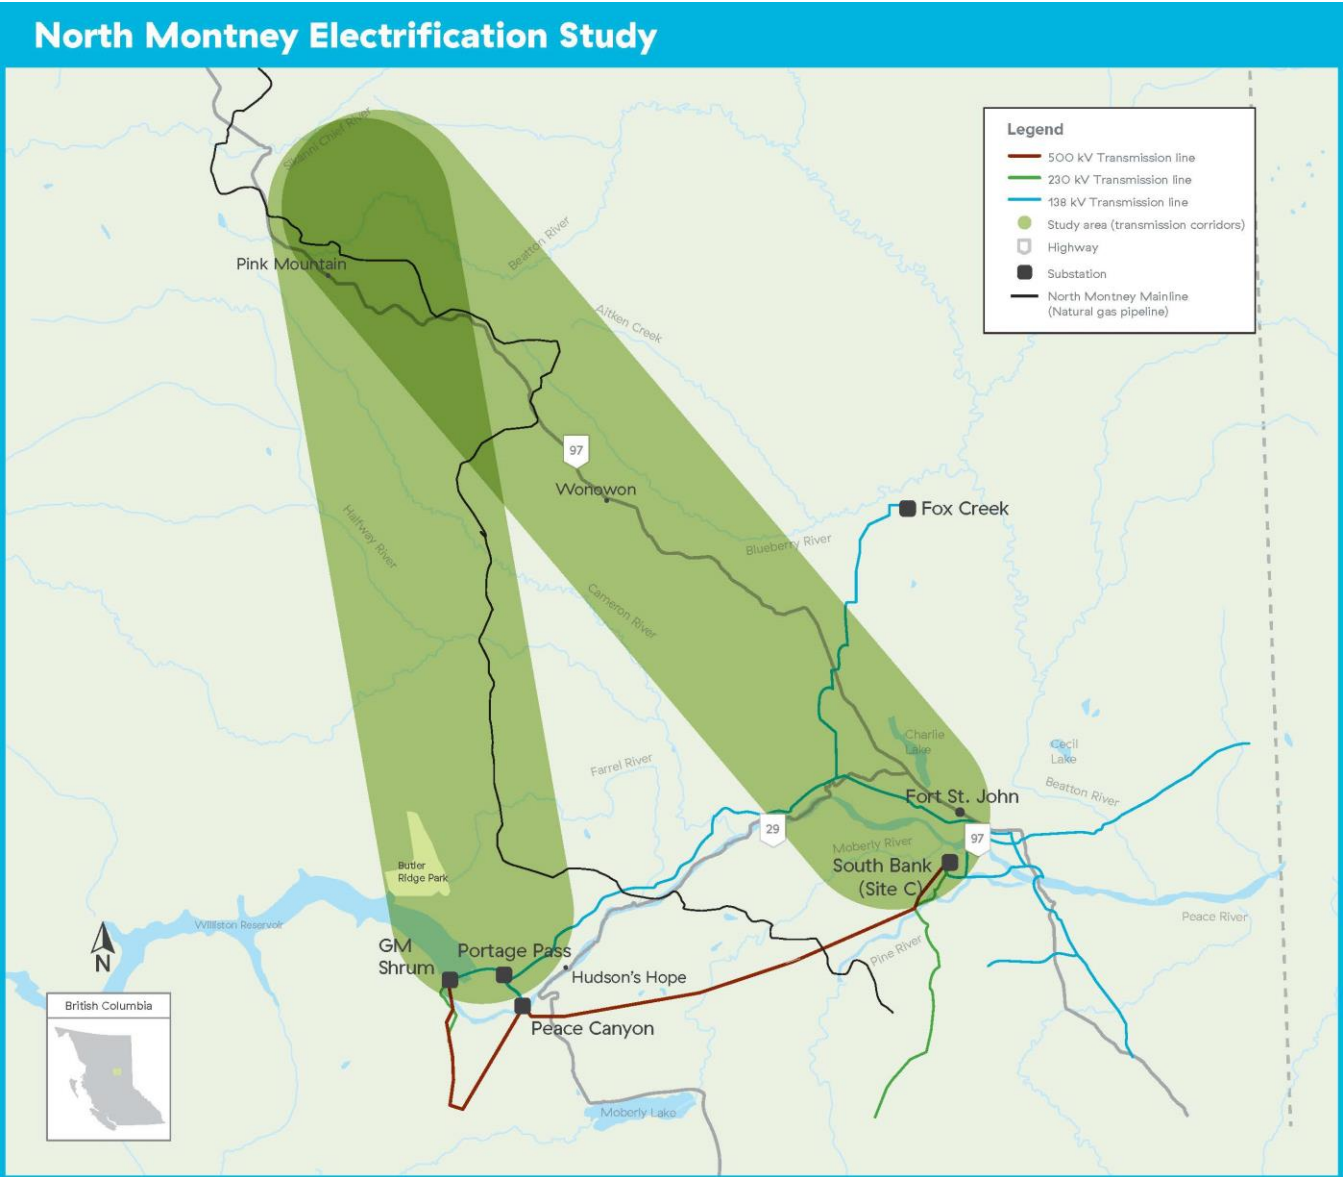 North Montney Electrification Study
Legend
500 kV Transmission line
230 kV Transmission line
138 kV Transmission line
Study area (transmission corridors)
Highway
Substation
North Montney Mainline
(Natural gas pipeline)
Sikanni Chief River
Beatton River
Pink Mountain
Aitken Creek
97
Wonowon
Fox Creek
Halfway River
Blueberry River
Cameron River
Charlie
Lake
Cecil
Lake
Farrel River
Beatton River
Fort St. John
29
97
Moberly River
South Bank
(Site C)
Butler
Ridge Park
Williston Reservoir
Peace River
N
GM
Shrum
Portage Pass
Pine River
Hudson's Hope
Peace Canyon
British Columbia
Moberly Lake